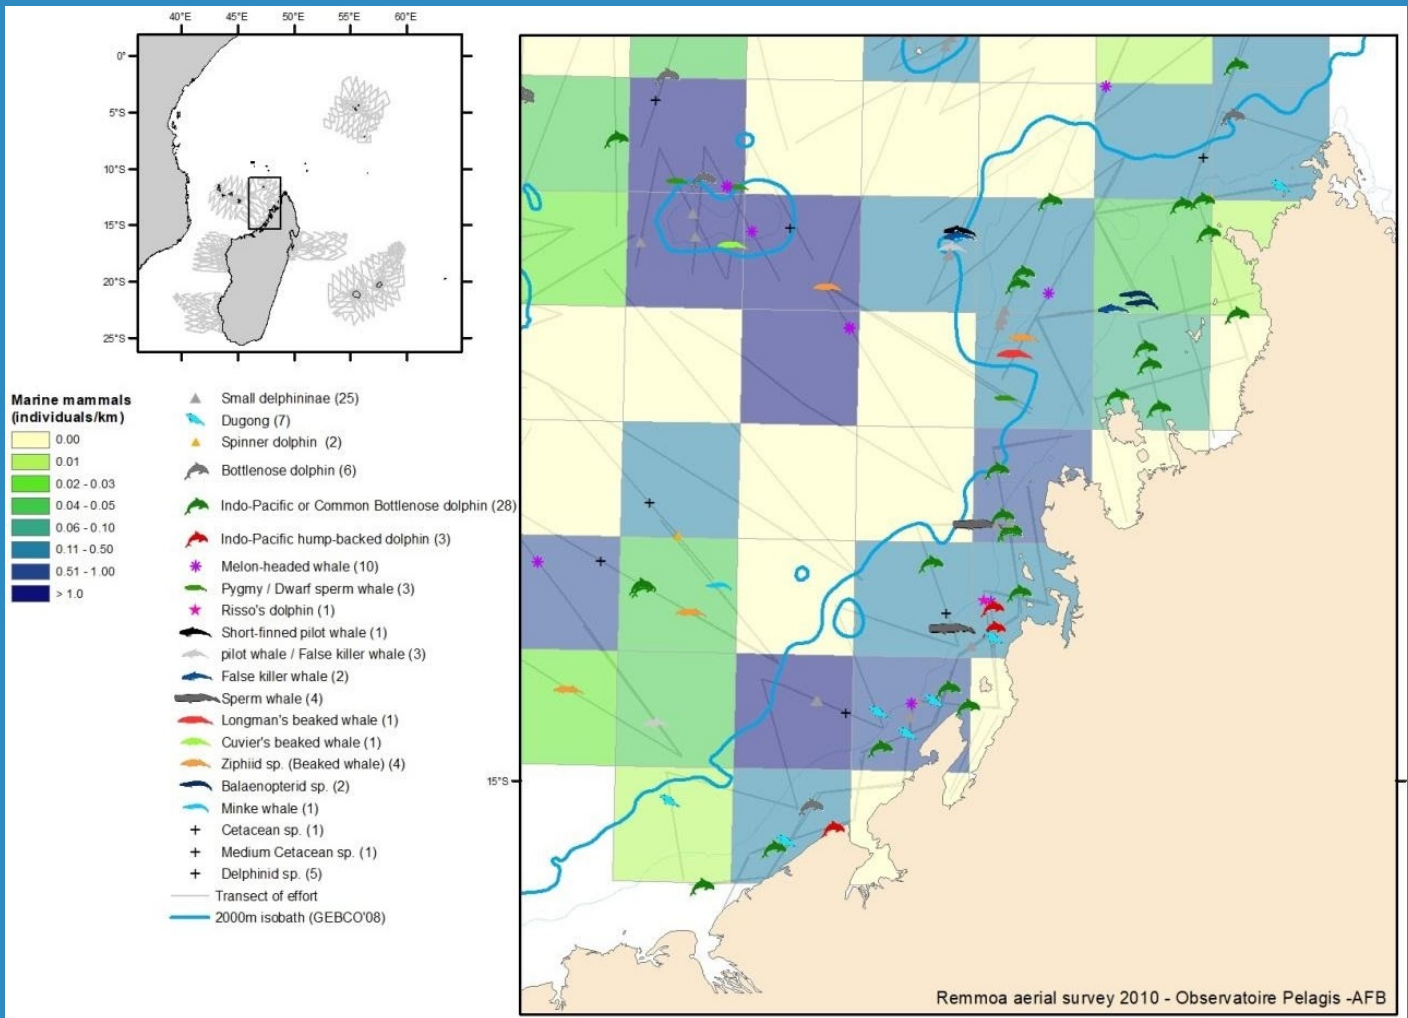 40°E 45°E 50°E 55°E 60°E
0°
5°S
10°S
15°S
20°S
25°S
Marine mammals
(individuals/km)
0.00
0.01
0.02 - 0.03
0.04 - 0.05
0.06 - 0.10
0.11 - 0.50
0.51 - 1.00
> 1.0
Small delphininae (25)
Dugong (7)
Spinner dolphin (2)
Bottlenose dolphin (6)
Indo-Pacific or Common Bottlenose dolphin (28)
Indo-Pacific hump-backed dolphin (3)
Melon-headed whale (10)
Pygmy / Dwarf sperm whale (3)
Risso's dolphin (1)
Short-finned pilot whale (1)
pilot whale / False killer whale (3)
False killer whale (2)
Sperm whale (4)
Longman's beaked whale (1)
Cuvier's beaked whale (1)
Ziphiid sp. (Beaked whale) (4)
Balaenopterid sp. (2)
Minke whale (1)
Cetacean sp. (1)
Medium Cetacean sp. (1)
Delphinid sp. (5)
Transect of effort
2000m isobath (GEBCO'08)
15°S
Remmoa aerial survey 2010 - Observatoire Pelagis -AFB